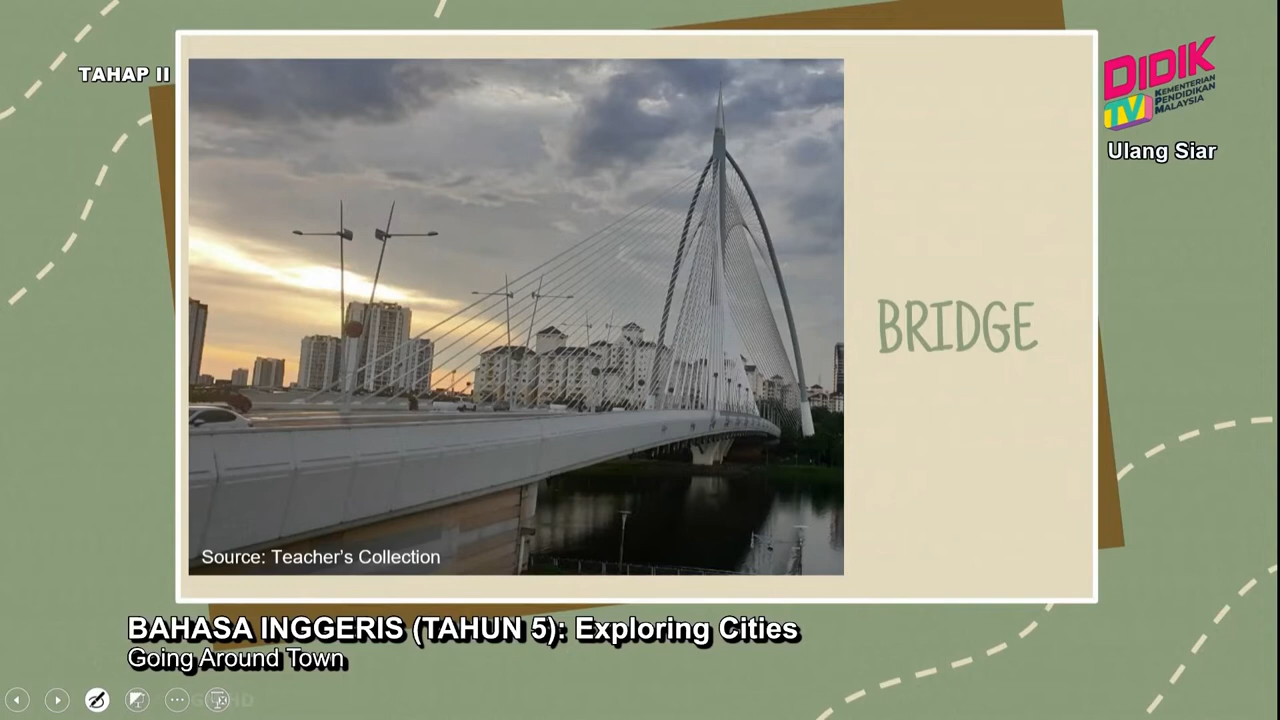 TAHAP II
DIDIK
TV
KEMENTERIAN
PENDIDIKAN
MALAYSIA
Ulang Siar
BRIDGE
Source: Teacher's Collection
BAHASA INGGERIS (TAHUN 5): Exploring Cities
Going Around Town